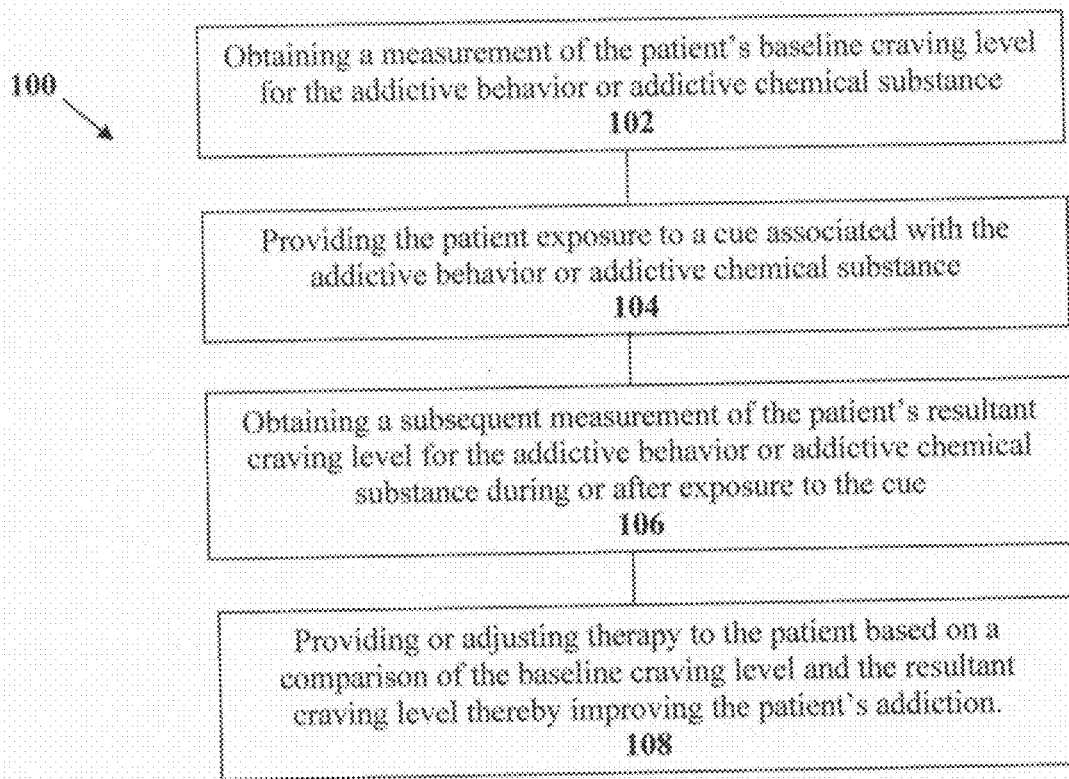 100
Obtaining a measurement of the patient's baseline craving level
for the addictive behavior or addictive chemical substance
102
Providing the patient exposure to a cue associated with the
addictive behavior or addictive chemical substance
104
Obtaining a subsequent measurement of the patient's resultant
craving level for the addictive behavior or addictive chemical
substance during or after exposure to the cue
106
Providing or adjusting therapy to the patient based on a
comparison of the baseline craving level and the resultant
craving level thereby improving the patient's addiction.
108